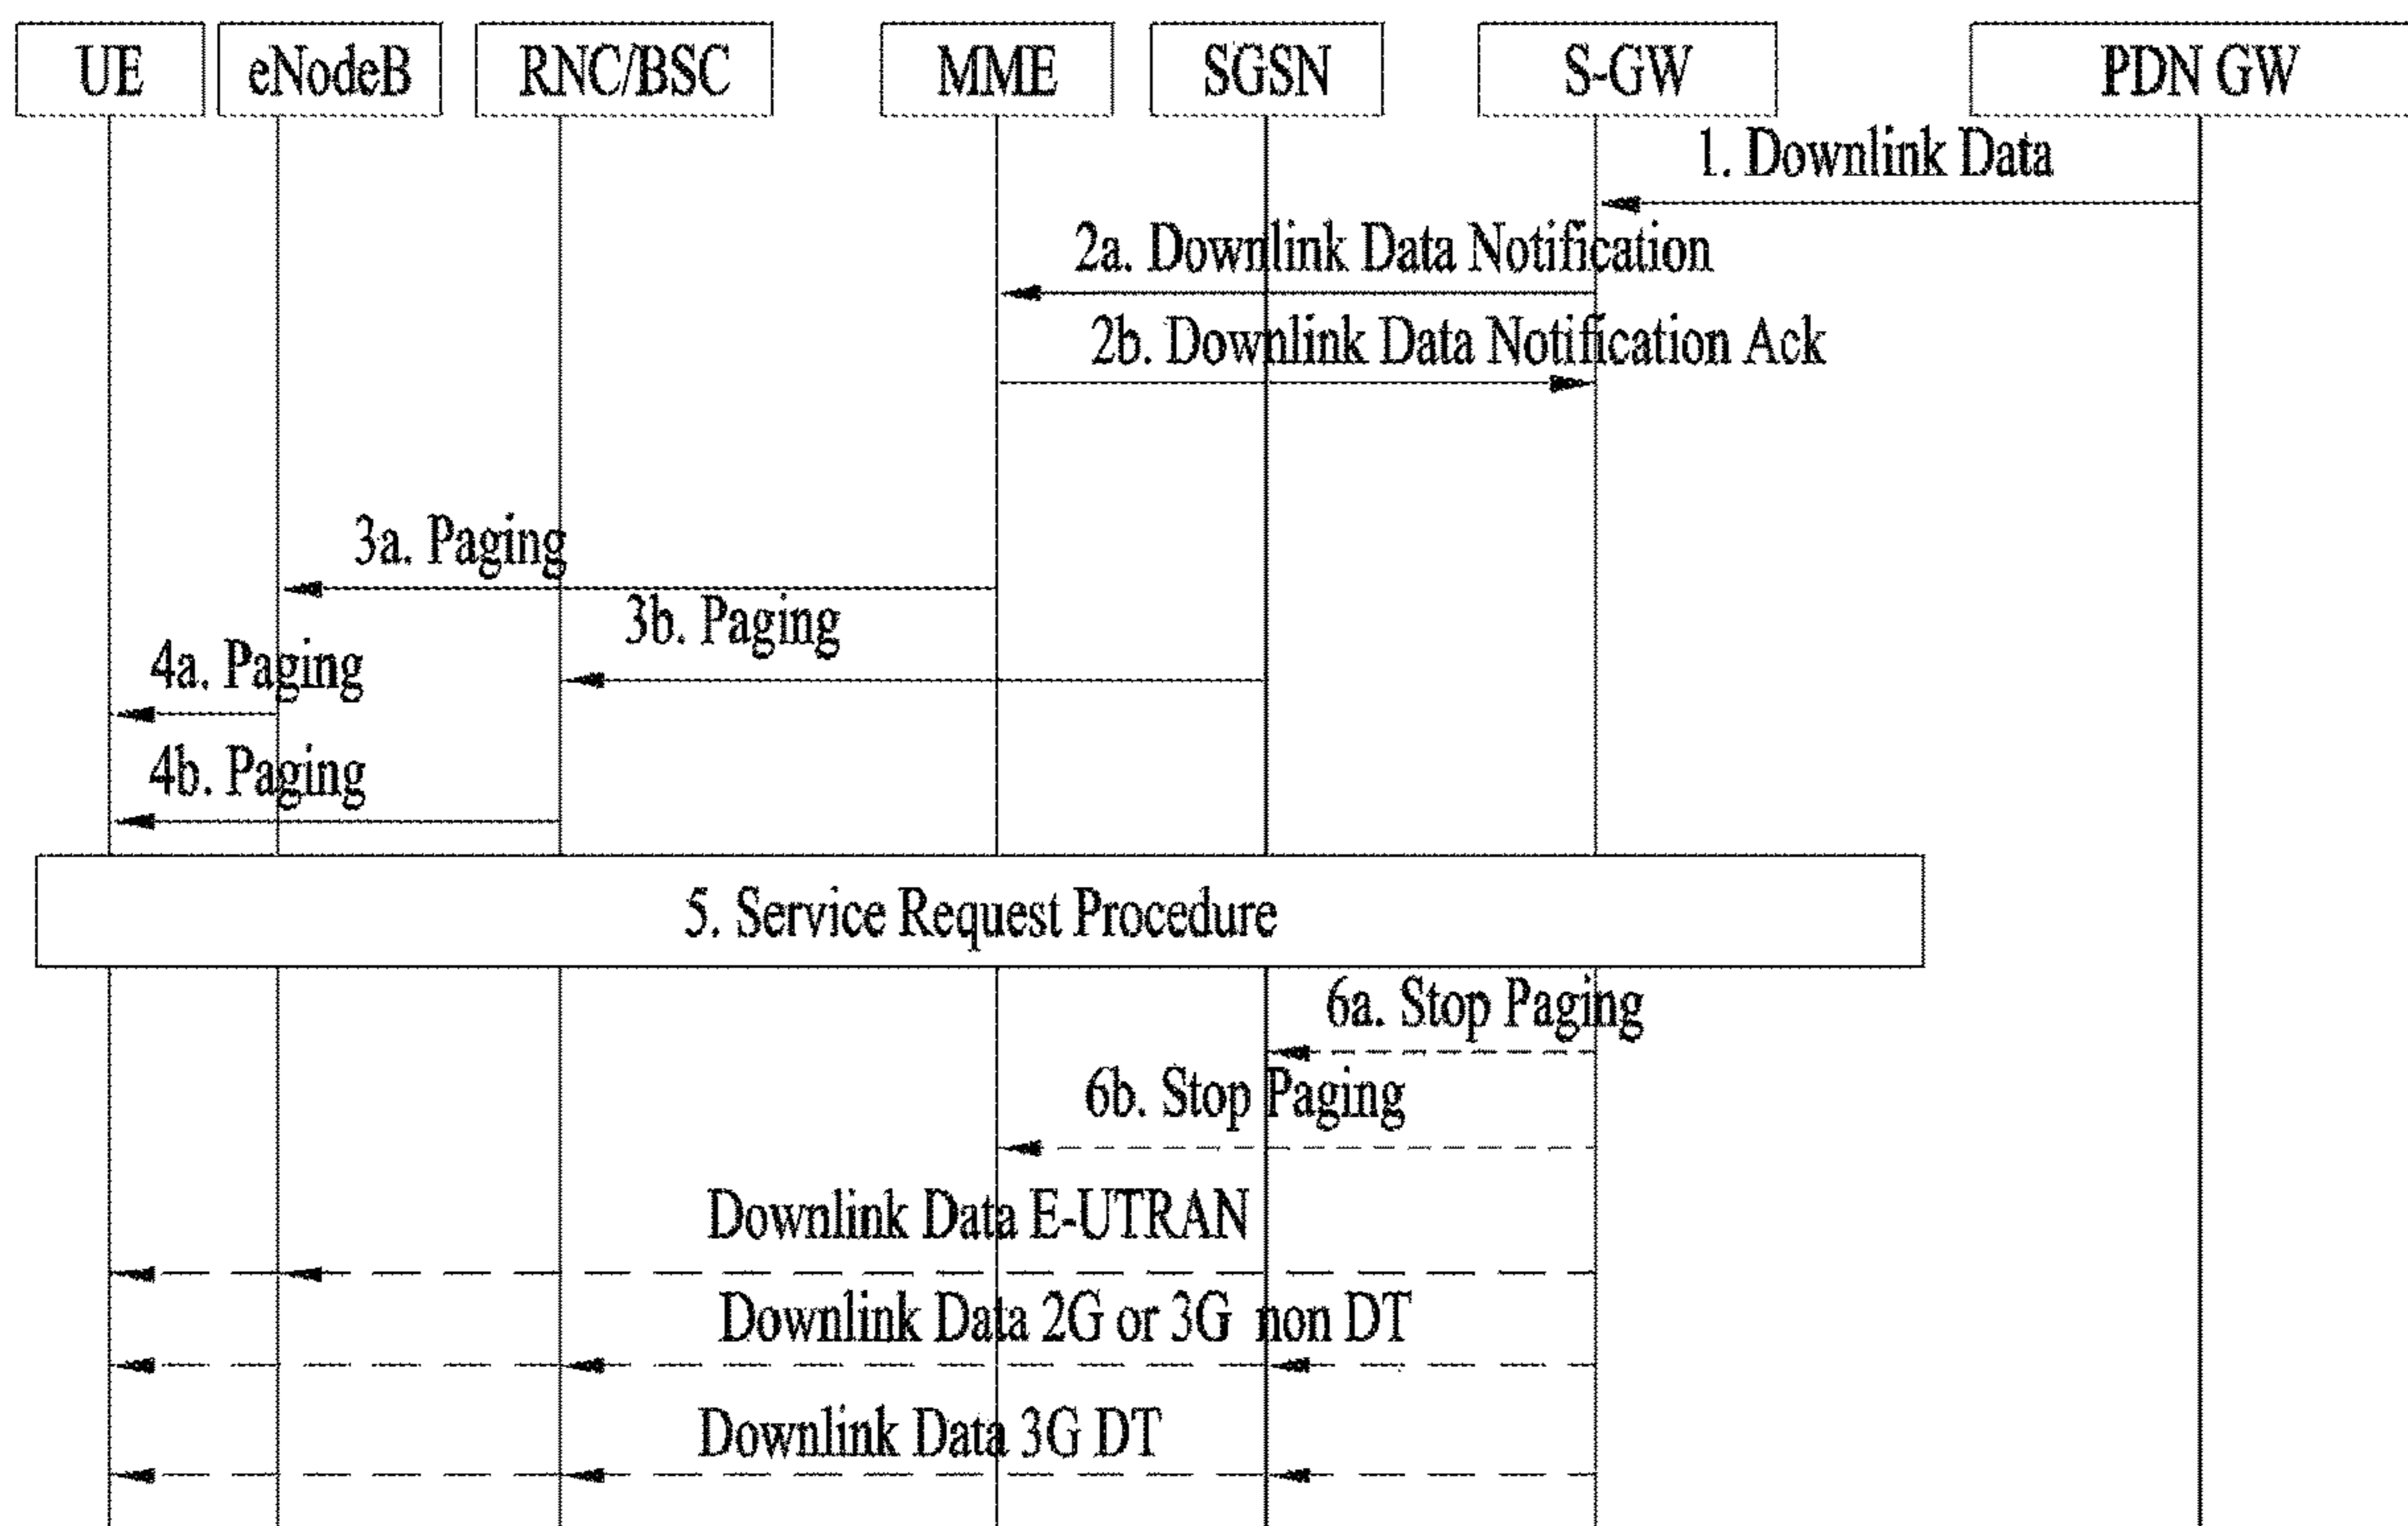 UE
eNodeB
RNC/BSC
MME
SGSN
S-GW
PDN GW
1. Downlink Data
2a. Downlink Data Notification
2b. Downlink Data Notification Ack
3a. Paging
3b. Paging
4a. Paging
4b. Paging
5. Service Request Procedure
6a. Stop Paging
6b. Stop Paging
Downlink Data E-UTRAN
Downlink Data 2G or 3G non DT
Downlink Data 3G DT